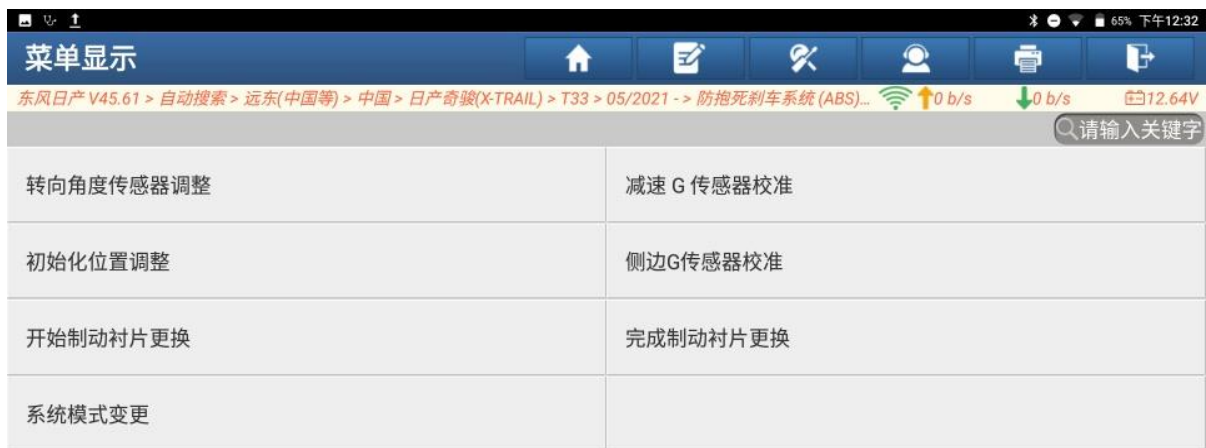 65% 下午12:32
菜单显示
东风日产 V45.61 > 自动搜索 > 远东(中国等) > 中国 > 日产奇骏(X-TRAIL) > T33 > 05/2021 - > 防抱死刹车系统 (ABS)... 0 b/s 0 b/s 12.64V
请输入关键字
转向角度传感器调整 减速 G 传感器校准
初始化位置调整 侧边G传感器校准
开始制动衬片更换 完成制动衬片更换
系统模式变更